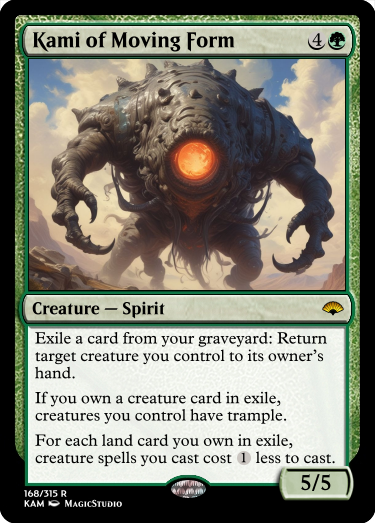 Kami of Moving Form 4
Creature — Spirit
Exile a card from your graveyard: Return
target creature you control to its owner's
hand.
If you own a creature card in exile,
creatures you control have trample.
For each land card you own in exile,
creature spells you cast cost 1 less to cast.
5/5
168/315 R
KAM MagicStudio